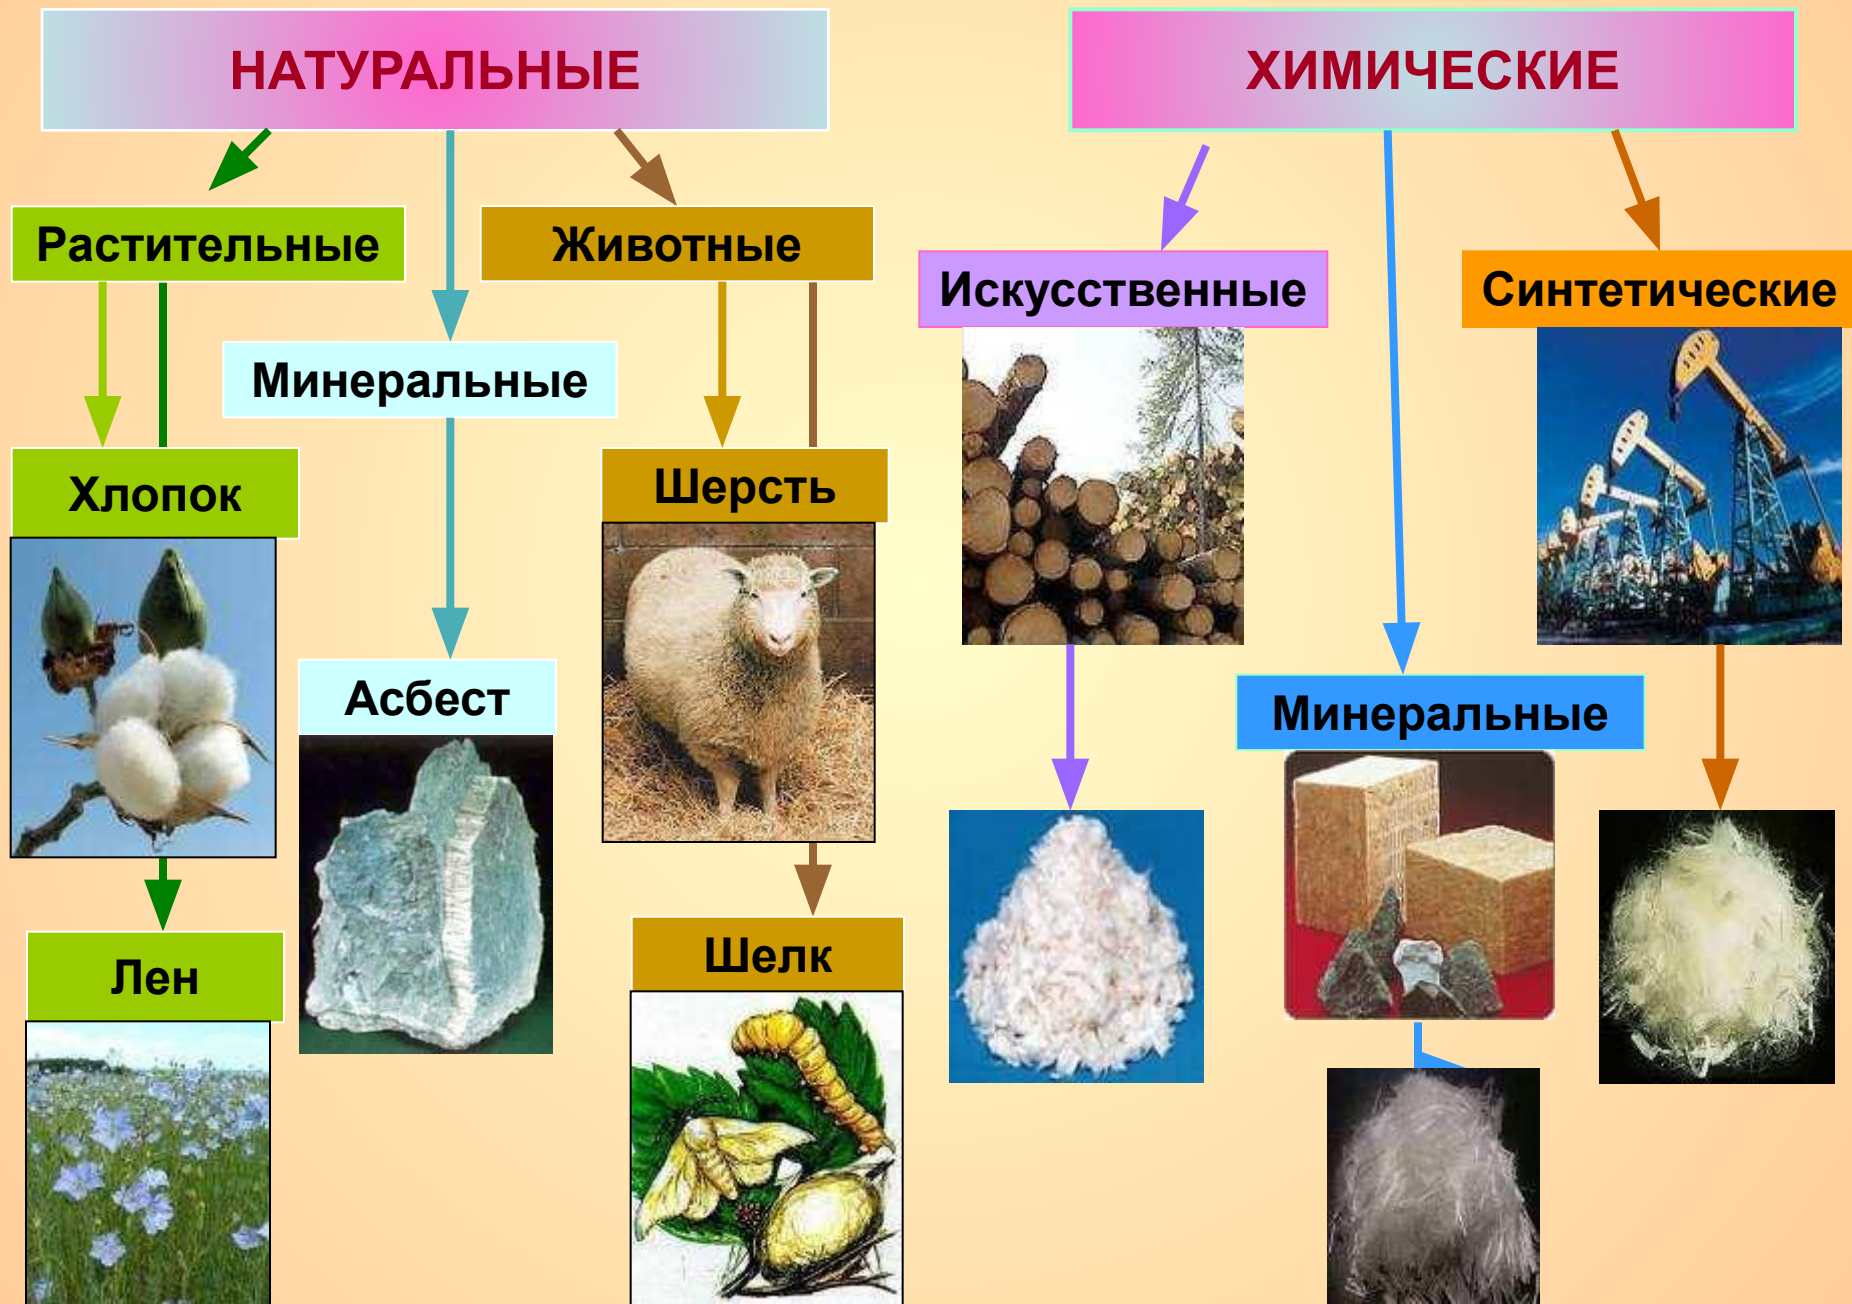 НАТУРАЛЬНЫЕ
ХИМИЧЕСКИЕ
Растительные
Животные
Искусственные
Синтетические
Минеральные
Хлопок
Шерсть
Асбест
Минеральные
Лен
Шелк